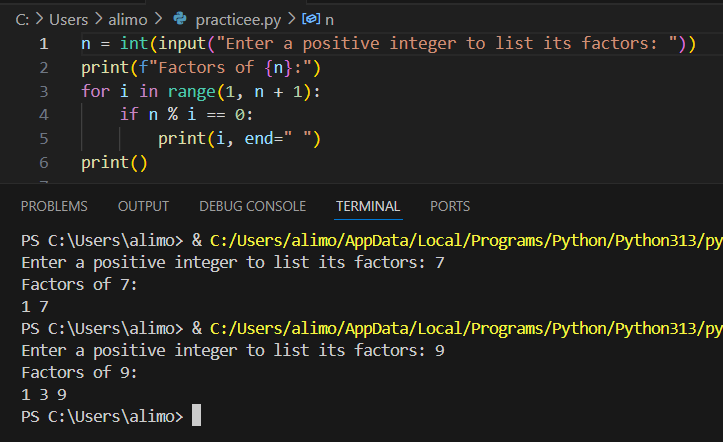 C: > Users > alimo > practicee.py > n
1 n = int(input("Enter a positive integer to list its factors: "))
2 print(f"Factors of {n}:")
3 for i in range(1, n + 1):
4     if n % i == 0:
5         print(i, end=" ")
6 print()
PROBLEMS OUTPUT DEBUG CONSOLE TERMINAL PORTS
PS C:\Users\alimo> & C:/Users/alimo/AppData/Local/Programs/Python/Python313/py
Enter a positive integer to list its factors: 7
Factors of 7:
1 7
PS C:\Users\alimo> & C:/Users/alimo/AppData/Local/Programs/Python/Python313/py
Enter a positive integer to list its factors: 9
Factors of 9:
1 3 9
PS C:\Users\alimo>